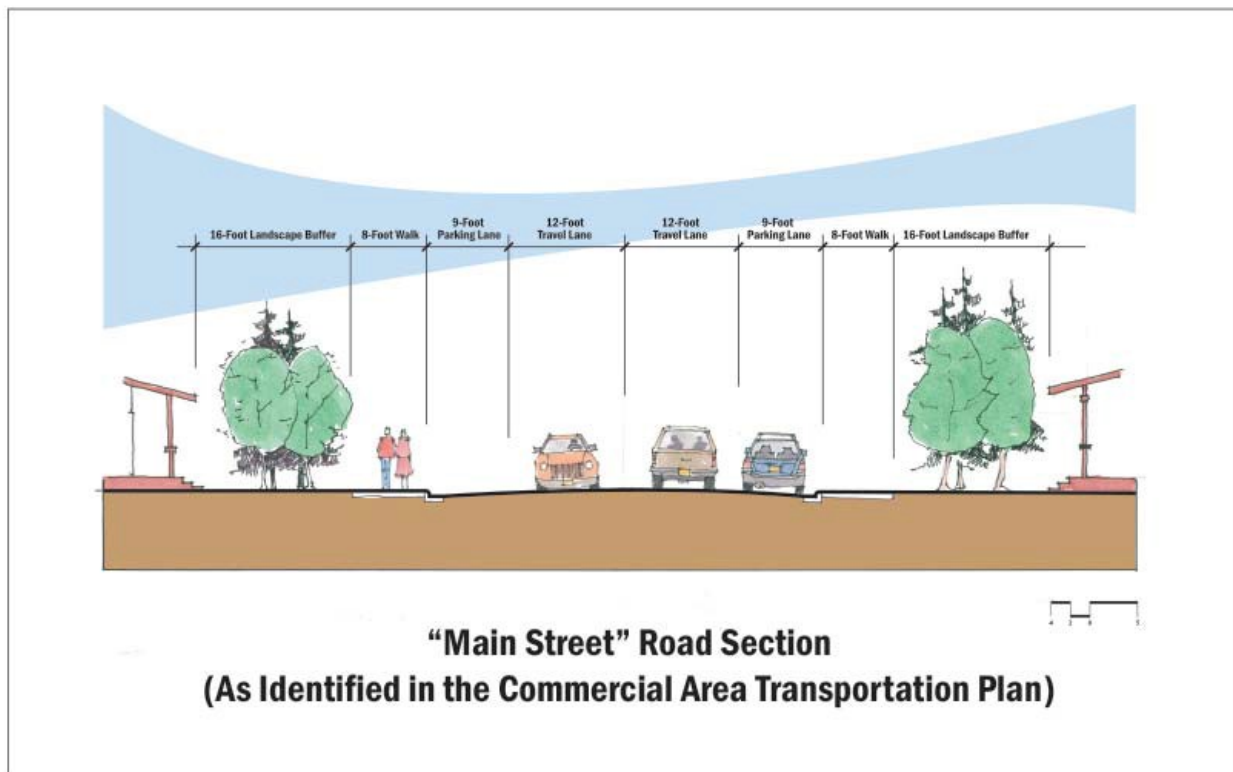 16-Foot Landscape Buffer
8-Foot Walk
9-Foot
Parking Lane
12-Foot
Travel Lane
12-Foot
Travel Lane
9-Foot
Parking Lane
8-Foot Walk
16-Foot Landscape Buffer
“Main Street” Road Section
(As Identified in the Commercial Area Transportation Plan)